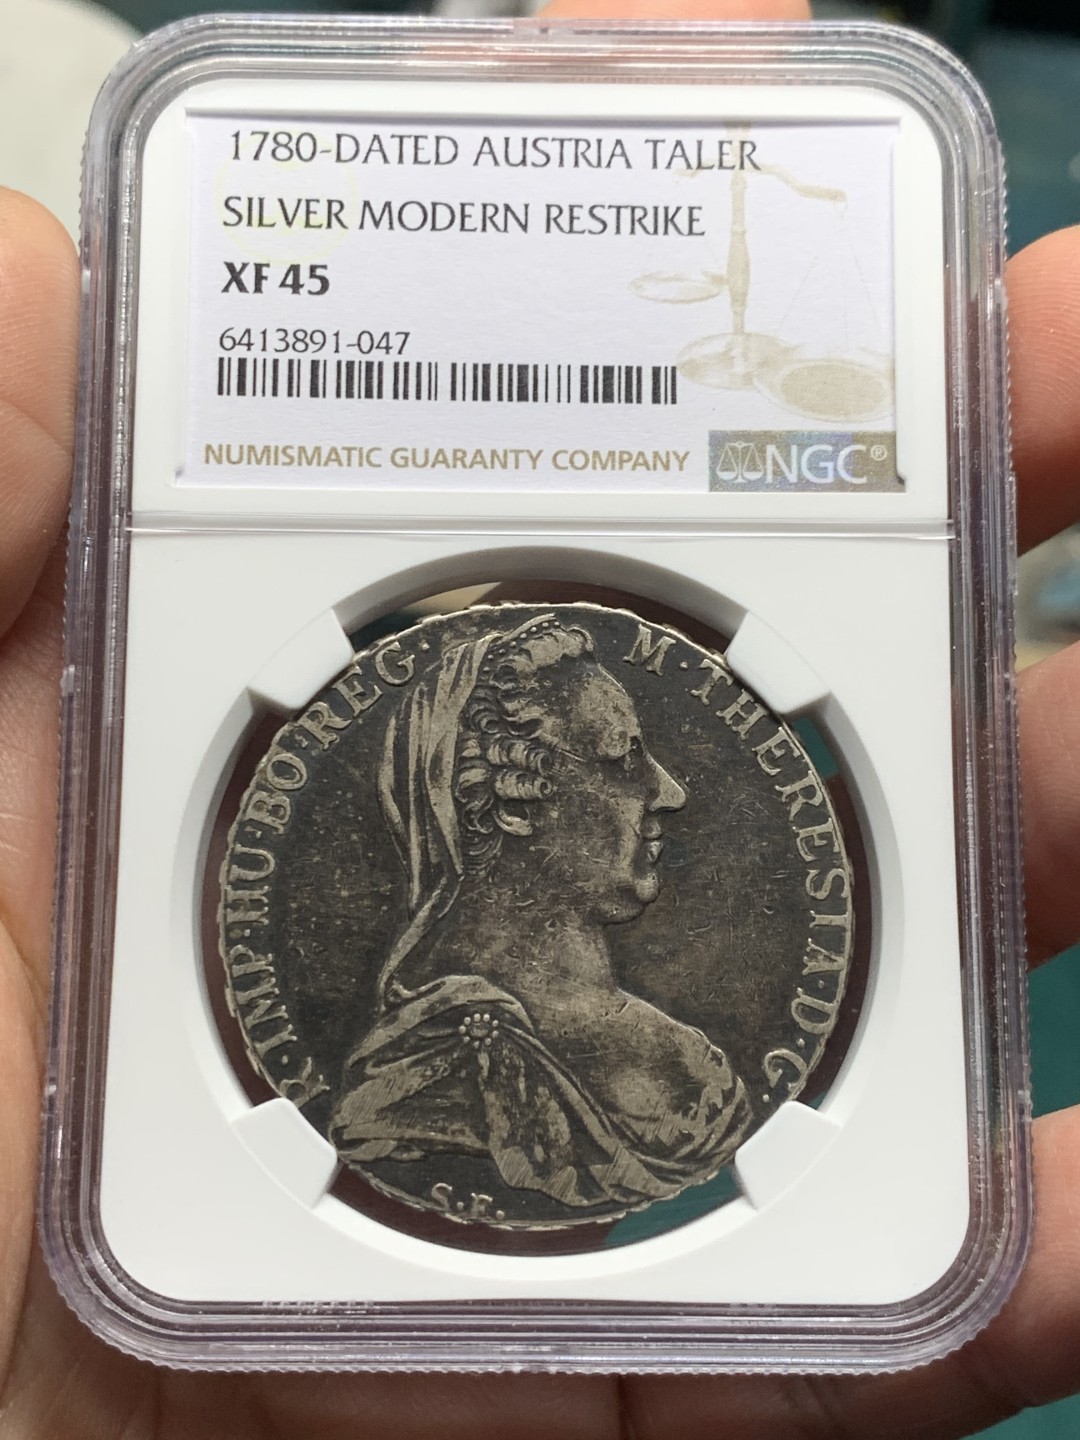 1780-DATED AUSTRIA TALER
SILVER MODERN RESTRIKE
XF 45
6413891-047
NUMISMATIC GUARANTY COMPANY
NGC®
R·IMP·HU·BO·REG·
M·THERESIA·D·G·
S.F.